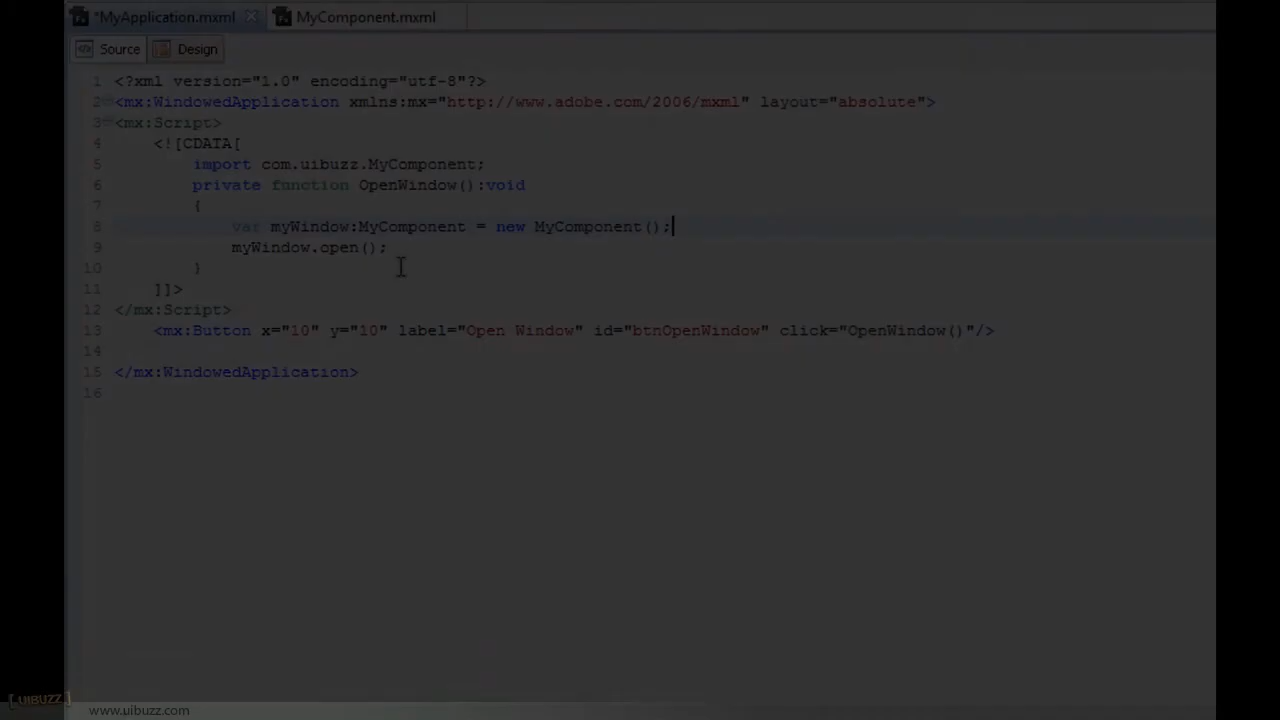 *MyApplication.mxml MyComponent.mxml
Source Design
1 <?xml version="1.0" encoding="utf-8"?>
2 <mx:WindowedApplication xmlns:mx="http://www.adobe.com/2006/mxml" layout="absolute">
3 <mx:Script>
4 <![CDATA[
5 import com.uibuzz.MyComponent;
6 private function OpenWindow():void
7 {
8 var myWindow:MyComponent = new MyComponent();
9 myWindow.open();
10 }
11 ]]>
12 </mx:Script>
13 <mx:Button x="10" y="10" label="Open Window" id="btnOpenWindow" click="OpenWindow()"/>
14
15 </mx:WindowedApplication>
16
[UIBUZZ]
www.uibuzz.com